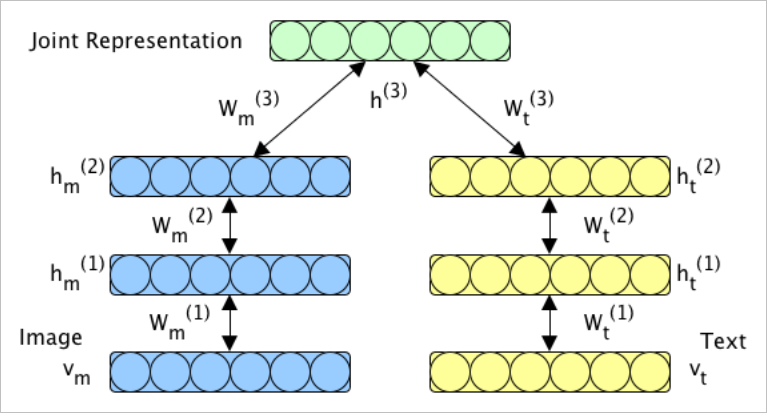 Joint Representation
W_m^(3) h^(3) W_t^(3)
h_m^(2) h_t^(2)
W_m^(2) W_t^(2)
h_m^(1) h_t^(1)
W_m^(1) W_t^(1)
Image Text
v_m v_t